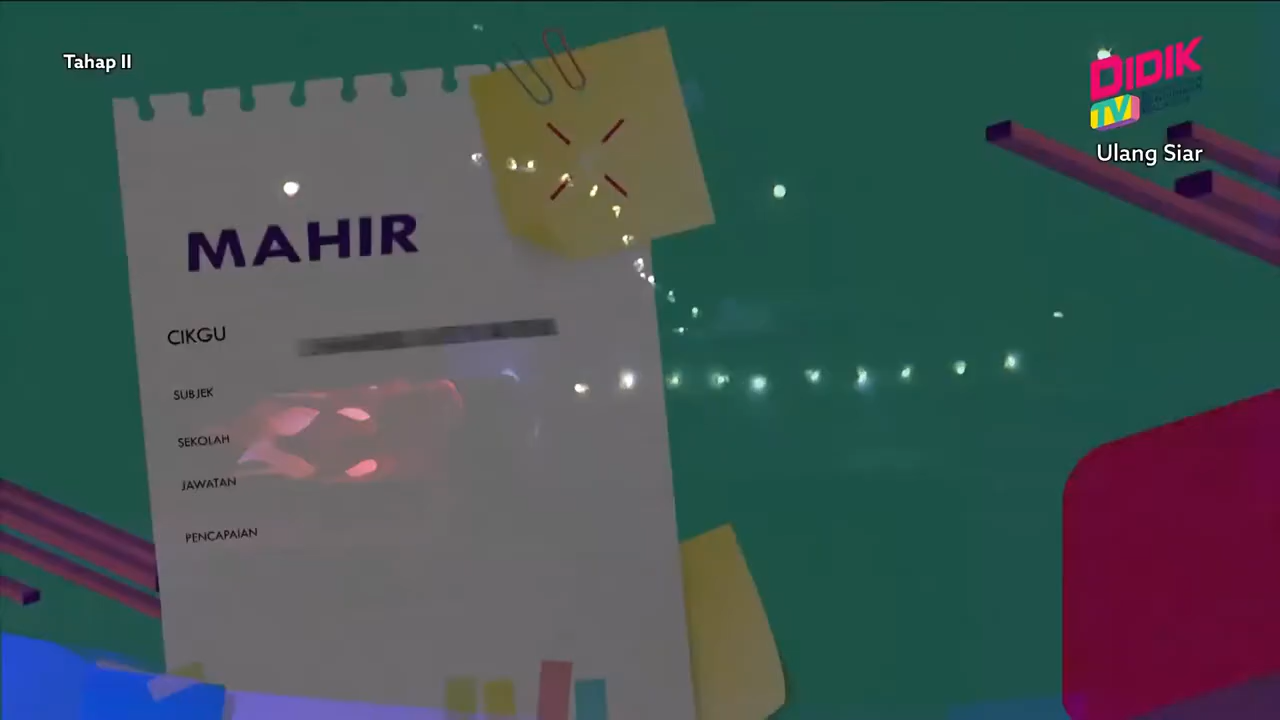 Tahap II
DIDIK
TV
Ulang Siar
MAHIR
CIKGU
SUBJEK
SEKOLAH
JAWATAN
PENCAPAIAN